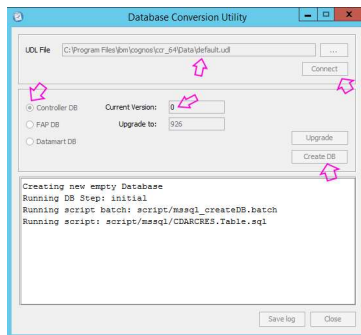 Database Conversion Utility
UDL File C:\Program Files\ibm\cognos\ccr_64\Data\default.udl ...
Connect
Controller DB Current Version: 0
FAP DB Upgrade to: 926
Datamart DB
Upgrade
Create DB
Creating new empty Database
Running DB Step: initial
Running script batch: script/mssql_createDB.batch
Running script: script/mssql/CDARCRES.Table.sql
Save log Close